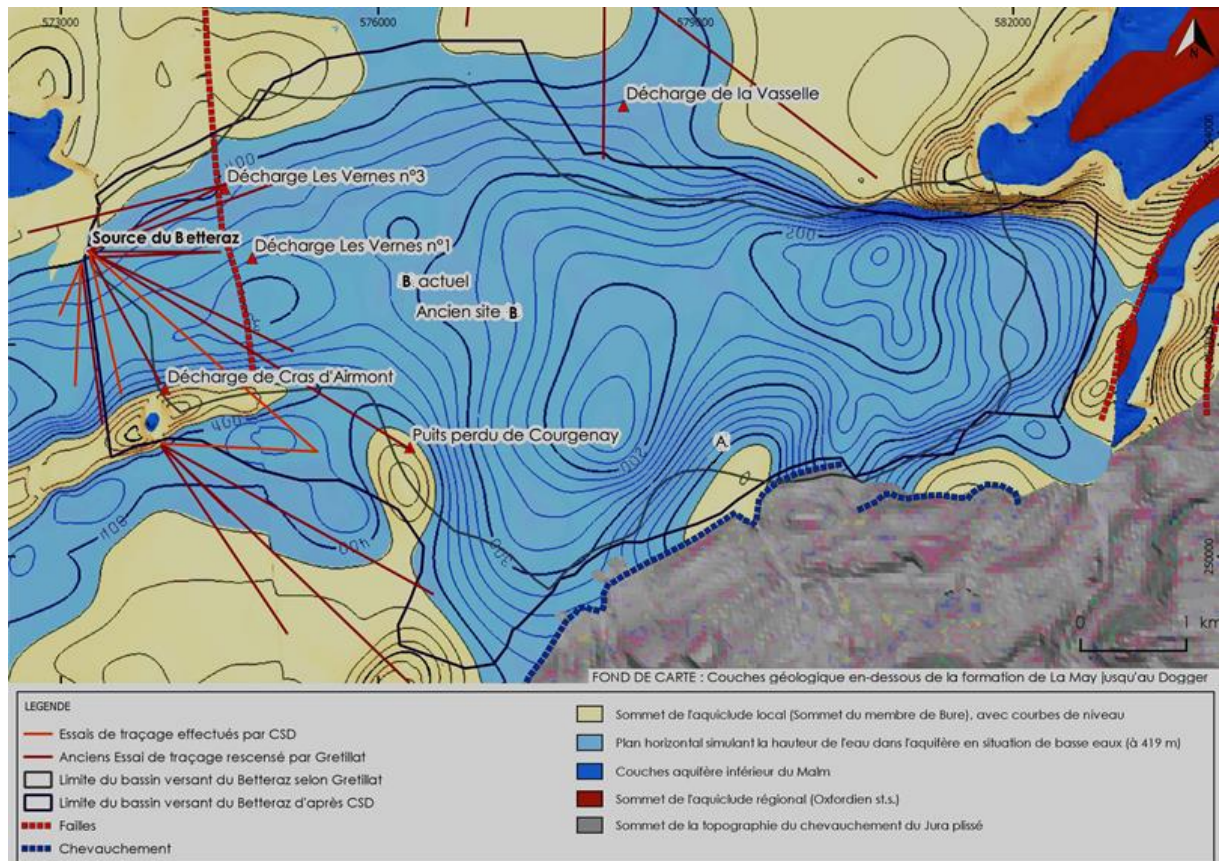 573000
576000
579000
582000
N
Décharge de la Vasselle
254000
400
Décharge Les Vernes n°3
Source du Betteraz
Décharge Les Vernes n°1
200
B actuel
Ancien site B
Décharge de Cras d'Airmont
400
Puits perdu de Courgenay
A
200
400
400
300
250000
0 1 km
FOND DE CARTE : Couches géologique en-dessous de la formation de La May jusqu'au Dogger
LEGENDE
Essais de traçage effectués par CSD
Anciens Essai de traçage rescensé par Gretillat
Limite du bassin versant du Betteraz selon Gretillat
Limite du bassin versant du Betteraz d'après CSD
Failles
Chevauchement
Sommet de l'aquiclude local (Sommet du membre de Bure), avec courbes de niveau
Plan horizontal simulant la hauteur de l'eau dans l'aquifère en situation de basse eaux (à 419 m)
Couches aquifère inférieur du Malm
Sommet de l'aquiclude régional (Oxfordien st.s.)
Sommet de la topographie du chevauchement du Jura plissé